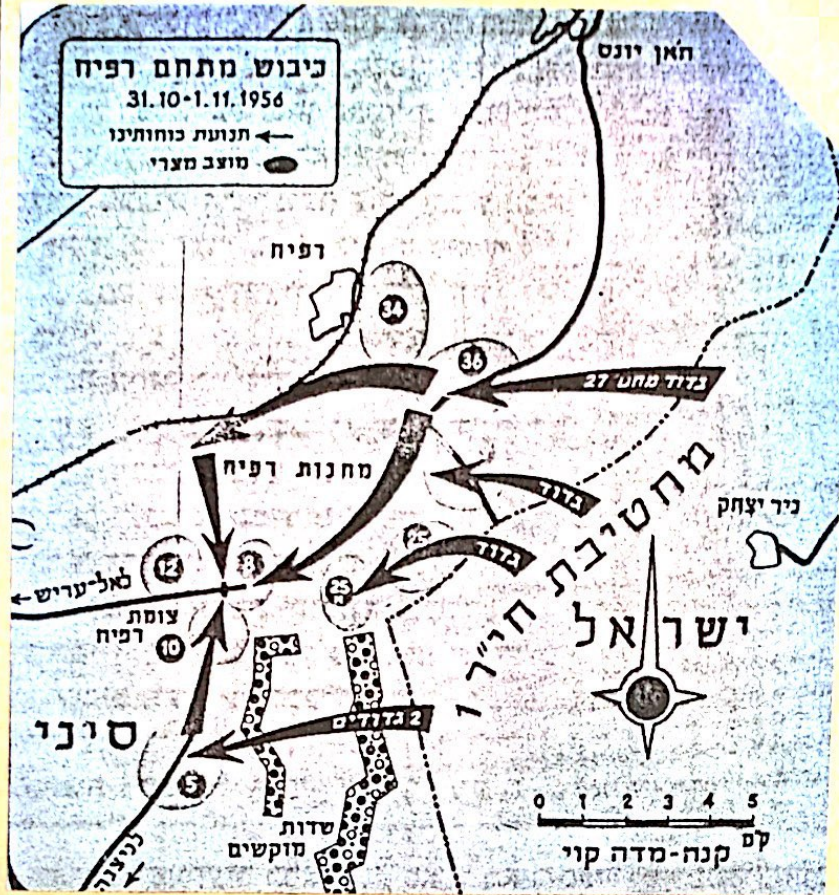 כיבוש מתחם רפיח
31.10-1.11.1956
תנועת כוחותינו
מוצב מצרי
חאן יונס
רפיח
34
36
גדוד מחט' 27
מחנות רפיח
גדוד
ניר יצחק
מחטיבת חי"ר 1
גדוד
25
25
12
8
לאל-עריש
צומת
רפיח
10
ישראל
סיני
2 גדודים
5
שדות
מוקשים
לניצנה
0 1 2 3 4 5
ק"מ
קנה-מדה קוי